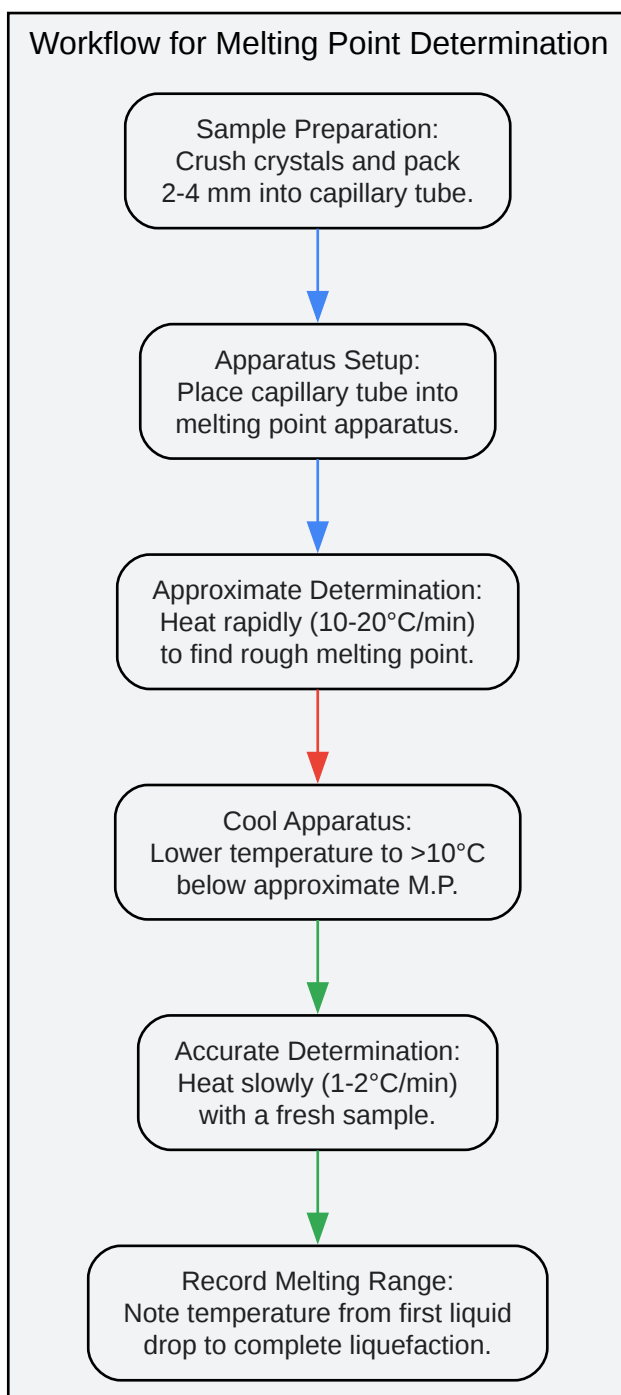 Workflow for Melting Point Determination
Sample Preparation:
Crush crystals and pack
2-4 mm into capillary tube.
Apparatus Setup:
Place capillary tube into
melting point apparatus.
Approximate Determination:
Heat rapidly (10-20°C/min)
to find rough melting point.
Cool Apparatus:
Lower temperature to >10°C
below approximate M.P.
Accurate Determination:
Heat slowly (1-2°C/min)
with a fresh sample.
Record Melting Range:
Note temperature from first liquid
drop to complete liquefaction.